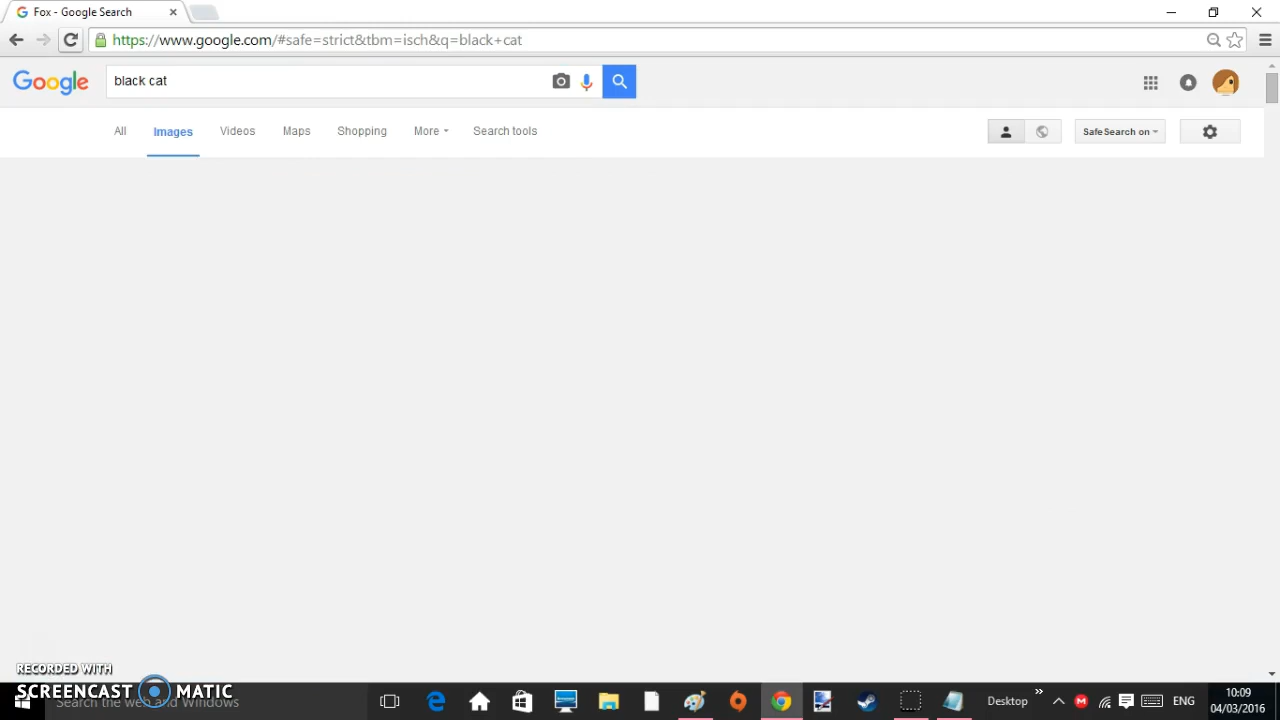 Fox - Google Search
https://www.google.com/#safe=strict&tbm=isch&q=black+cat
Google
black cat
All Images Videos Maps Shopping More Search tools
SafeSearch on
RECORDED WITH
SCREENCAST MATIC
Search the web and Windows
Desktop
ENG
10:09
04/03/2016